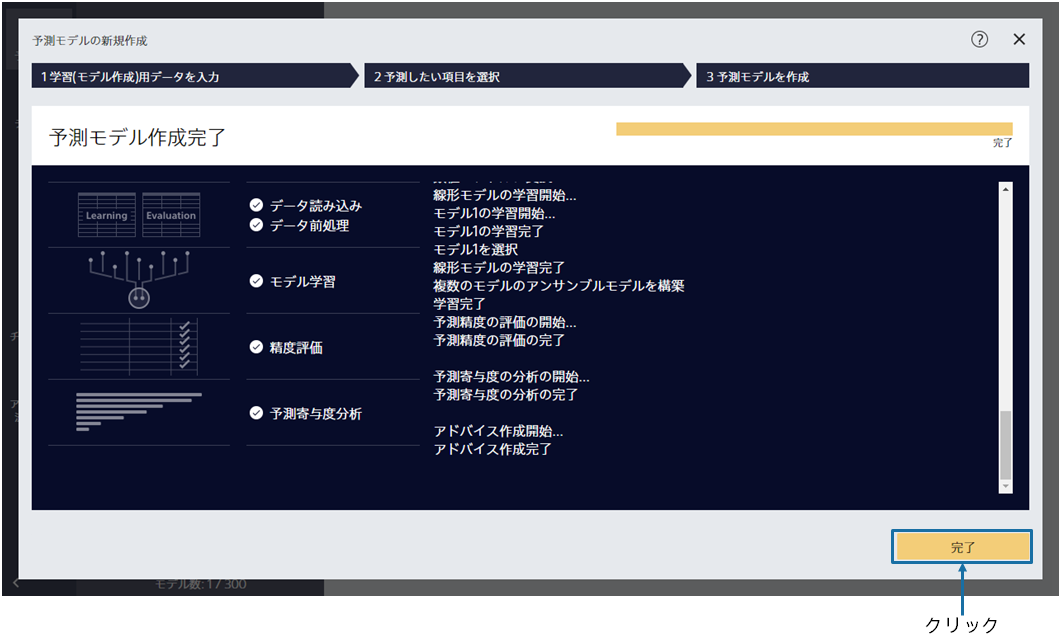 予測モデルの新規作成
?
1 学習(モデル作成)用データを入力
2 予測したい項目を選択
3 予測モデルを作成
予測モデル作成完了
完了
Learning
Evaluation
データ読み込み
データ前処理
モデル学習
精度評価
予測寄与度分析
線形モデルの学習開始...
モデル1の学習開始...
モデル1の学習完了
モデル1を選択
線形モデルの学習完了
複数のモデルのアンサンブルモデルを構築
学習完了
予測精度の評価の開始...
予測精度の評価の完了
予測寄与度の分析の開始...
予測寄与度の分析の完了
アドバイス作成開始...
アドバイス作成完了
完了
モデル数: 1 / 300
クリック